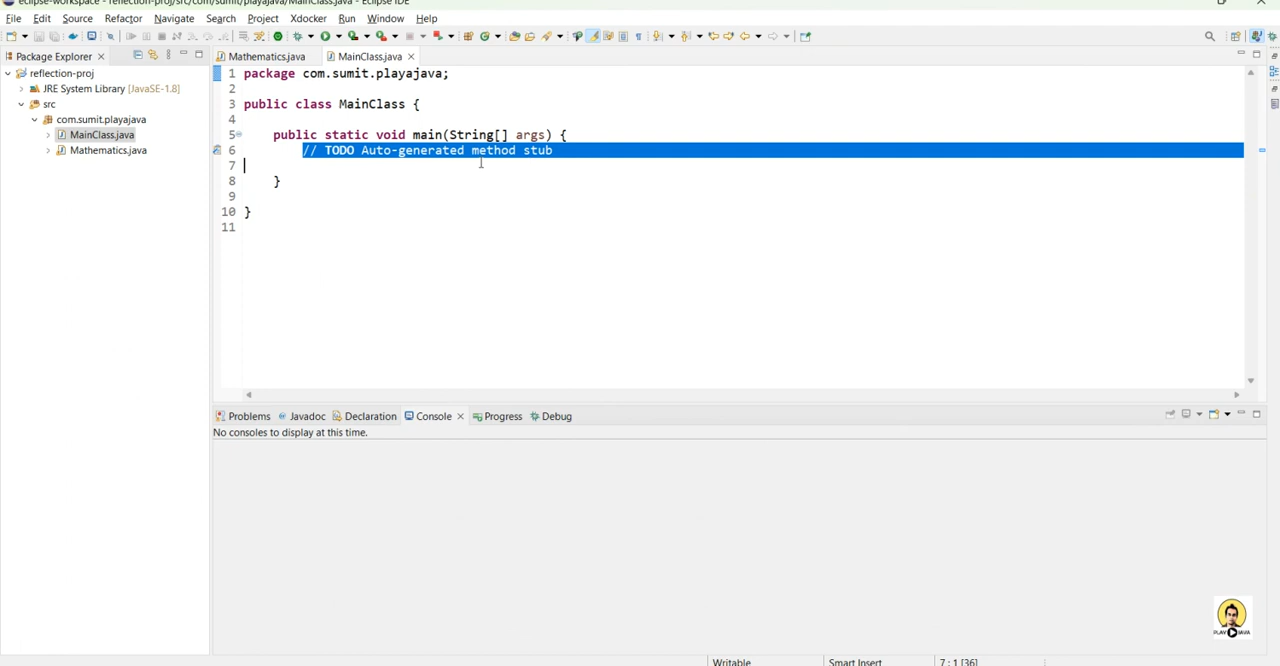 eclipse-workspace - reflection-proj/src/com/sumit/playajava/MainClass.java - Eclipse IDE
File Edit Source Refactor Navigate Search Project Xdocker Run Window Help
Package Explorer
Mathematics.java MainClass.java
reflection-proj
JRE System Library [JavaSE-1.8]
src
com.sumit.playajava
MainClass.java
Mathematics.java
1 package com.sumit.playajava;
2
3 public class MainClass {
4
5 public static void main(String[] args) {
6 // TODO Auto-generated method stub
7
8 }
9
10 }
11
Problems Javadoc Declaration Console Progress Debug
No consoles to display at this time.
PLAY JAVA
Writable Smart Insert 7 : 1 [36]